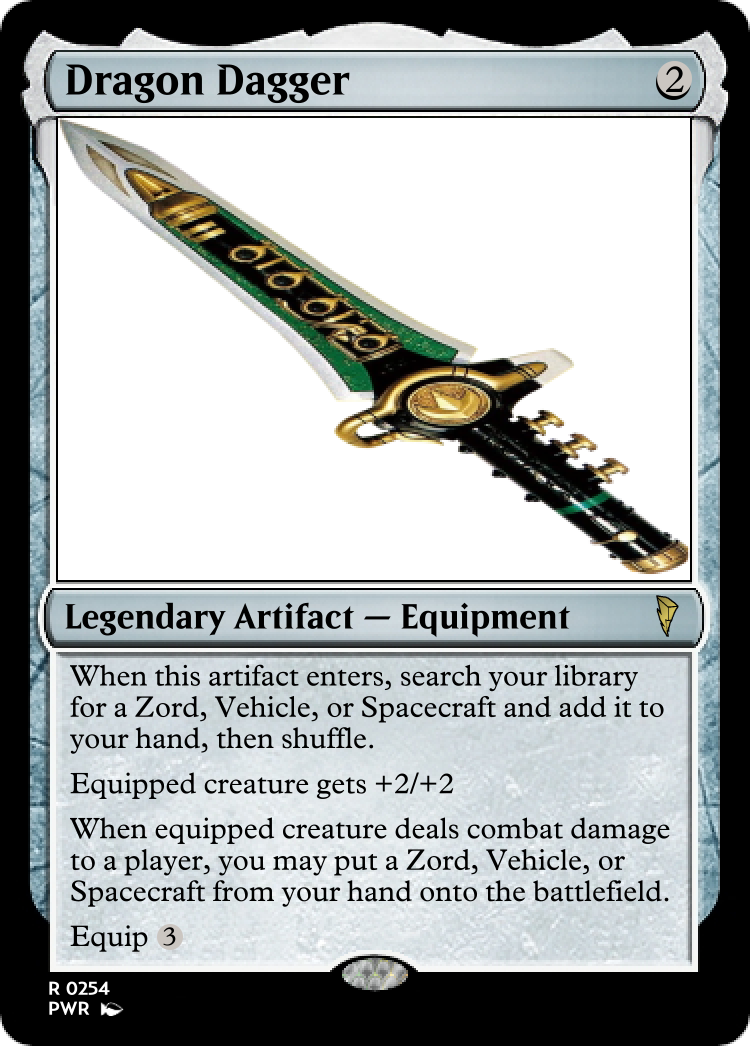 Dragon Dagger 2
Legendary Artifact — Equipment
When this artifact enters, search your library
for a Zord, Vehicle, or Spacecraft and add it to
your hand, then shuffle.
Equipped creature gets +2/+2
When equipped creature deals combat damage
to a player, you may put a Zord, Vehicle, or
Spacecraft from your hand onto the battlefield.
Equip 3
R 0254
PWR